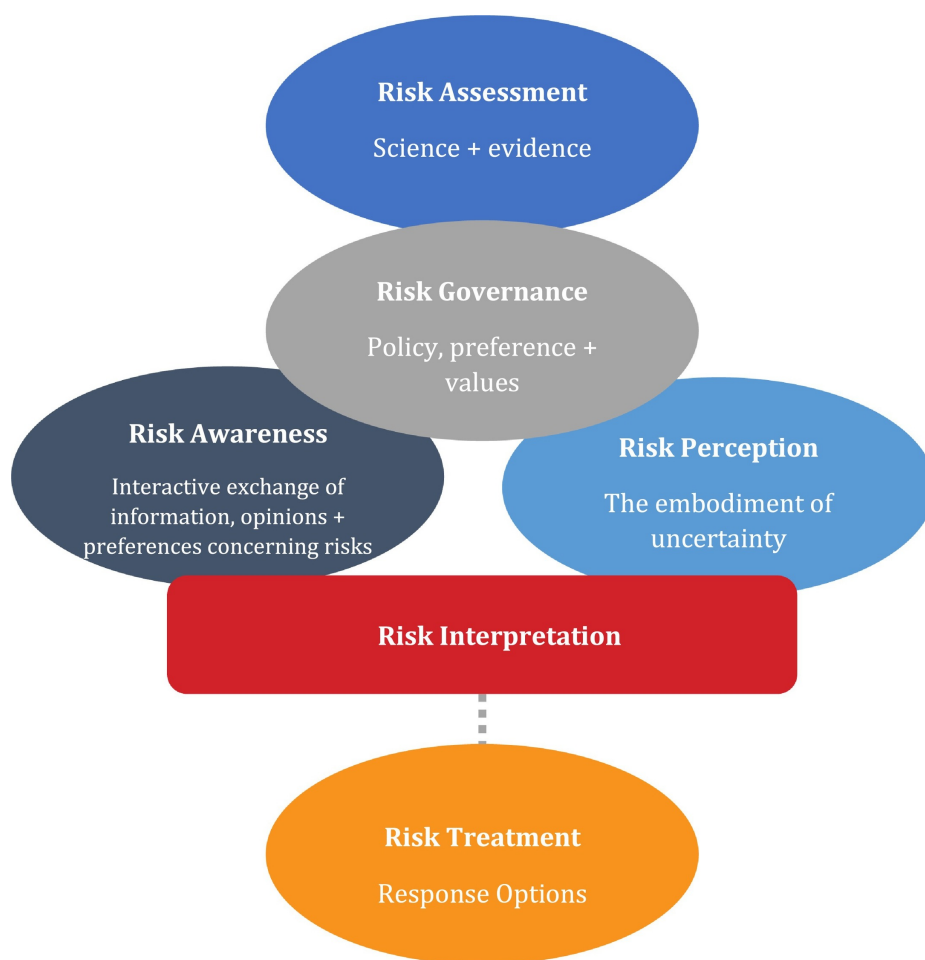 Risk Assessment
Science + evidence
Risk Governance
Policy, preference +
values
Risk Awareness
Interactive exchange of
information, opinions +
preferences concerning risks
Risk Perception
The embodiment of
uncertainty
Risk Interpretation
Risk Treatment
Response Options